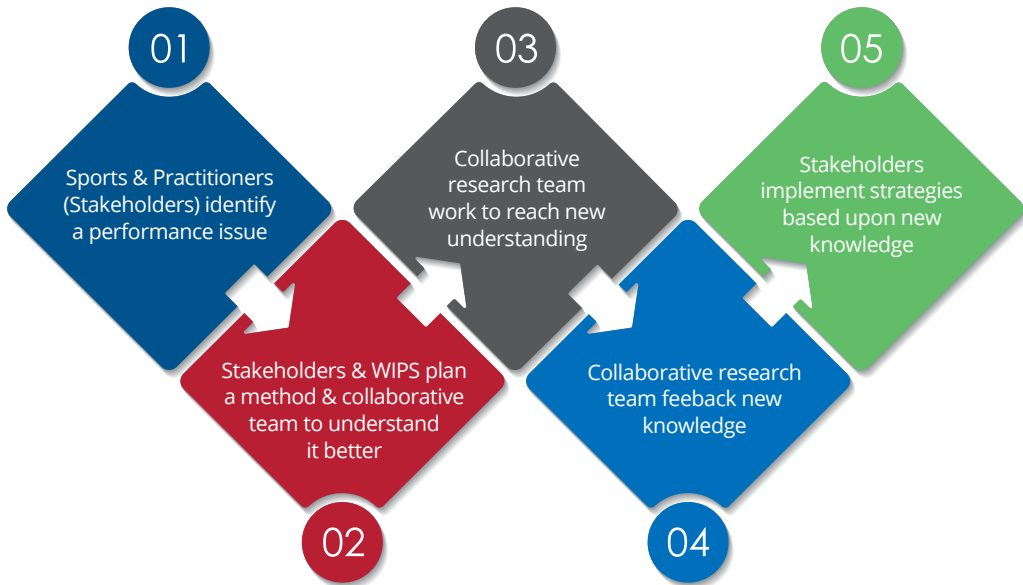 01
Sports & Practitioners
(Stakeholders) identify
a performance issue
02
Stakeholders & WIPS plan
a method & collaborative
team to understand
it better
03
Collaborative
research team
work to reach new
understanding
04
Collaborative research
team feeback new
knowledge
05
Stakeholders
implement strategies
based upon new
knowledge